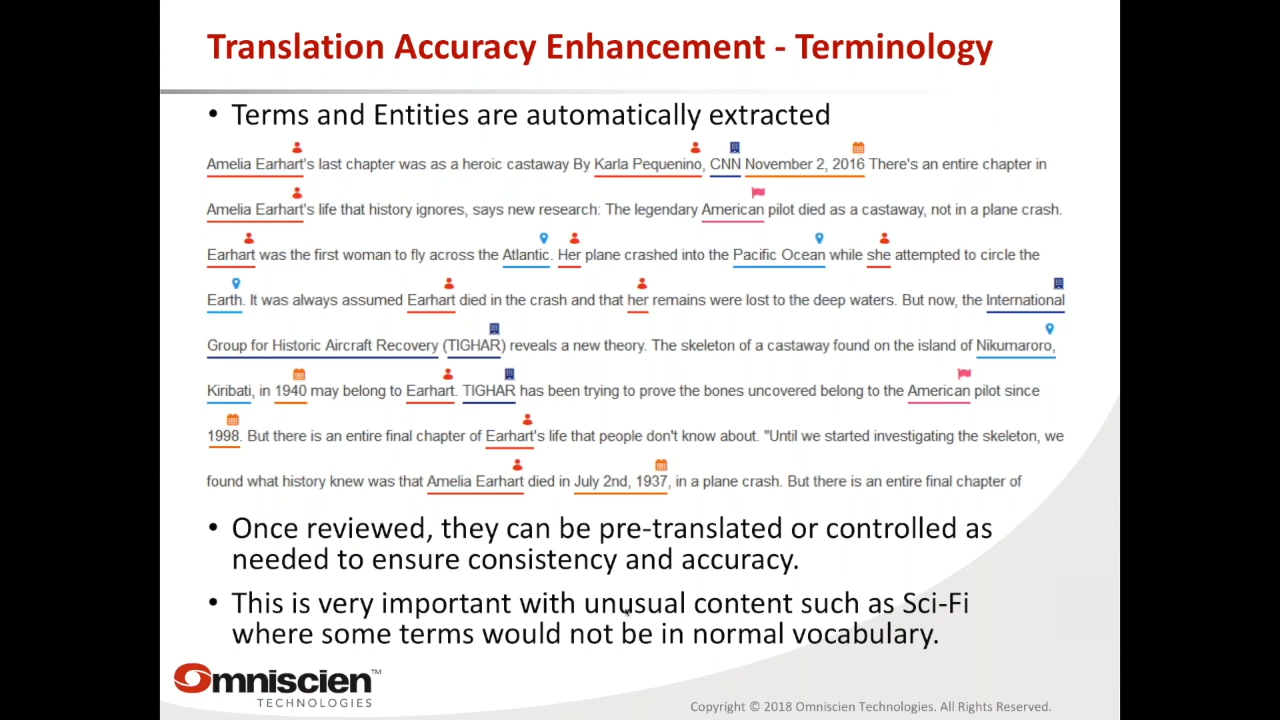 Translation Accuracy Enhancement - Terminology
• Terms and Entities are automatically extracted
Amelia Earhart's last chapter was as a heroic castaway By Karla Pequenino, CNN November 2, 2016 There's an entire chapter in
Amelia Earhart's life that history ignores, says new research: The legendary American pilot died as a castaway, not in a plane crash.
Earhart was the first woman to fly across the Atlantic. Her plane crashed into the Pacific Ocean while she attempted to circle the
Earth. It was always assumed Earhart died in the crash and that her remains were lost to the deep waters. But now, the International
Group for Historic Aircraft Recovery (TIGHAR) reveals a new theory. The skeleton of a castaway found on the island of Nikumaroro,
Kiribati, in 1940 may belong to Earhart. TIGHAR has been trying to prove the bones uncovered belong to the American pilot since
1998. But there is an entire final chapter of Earhart's life that people don't know about. "Until we started investigating the skeleton, we
found what history knew was that Amelia Earhart died in July 2nd, 1937, in a plane crash. But there is an entire final chapter of
• Once reviewed, they can be pre-translated or controlled as
needed to ensure consistency and accuracy.
• This is very important with unusual content such as Sci-Fi
where some terms would not be in normal vocabulary.
Omniscien™
TECHNOLOGIES
Copyright © 2018 Omniscien Technologies. All Rights Reserved.